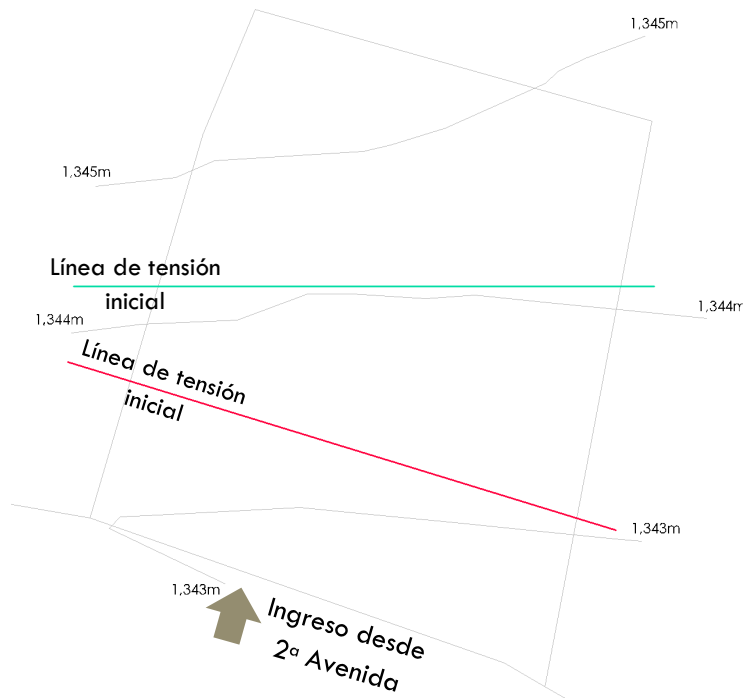 1,345m
1,345m
Línea de tensión
inicial
1,344m
1,344m
Línea de tensión
inicial
1,343m
1,343m
Ingreso desde
2ª Avenida